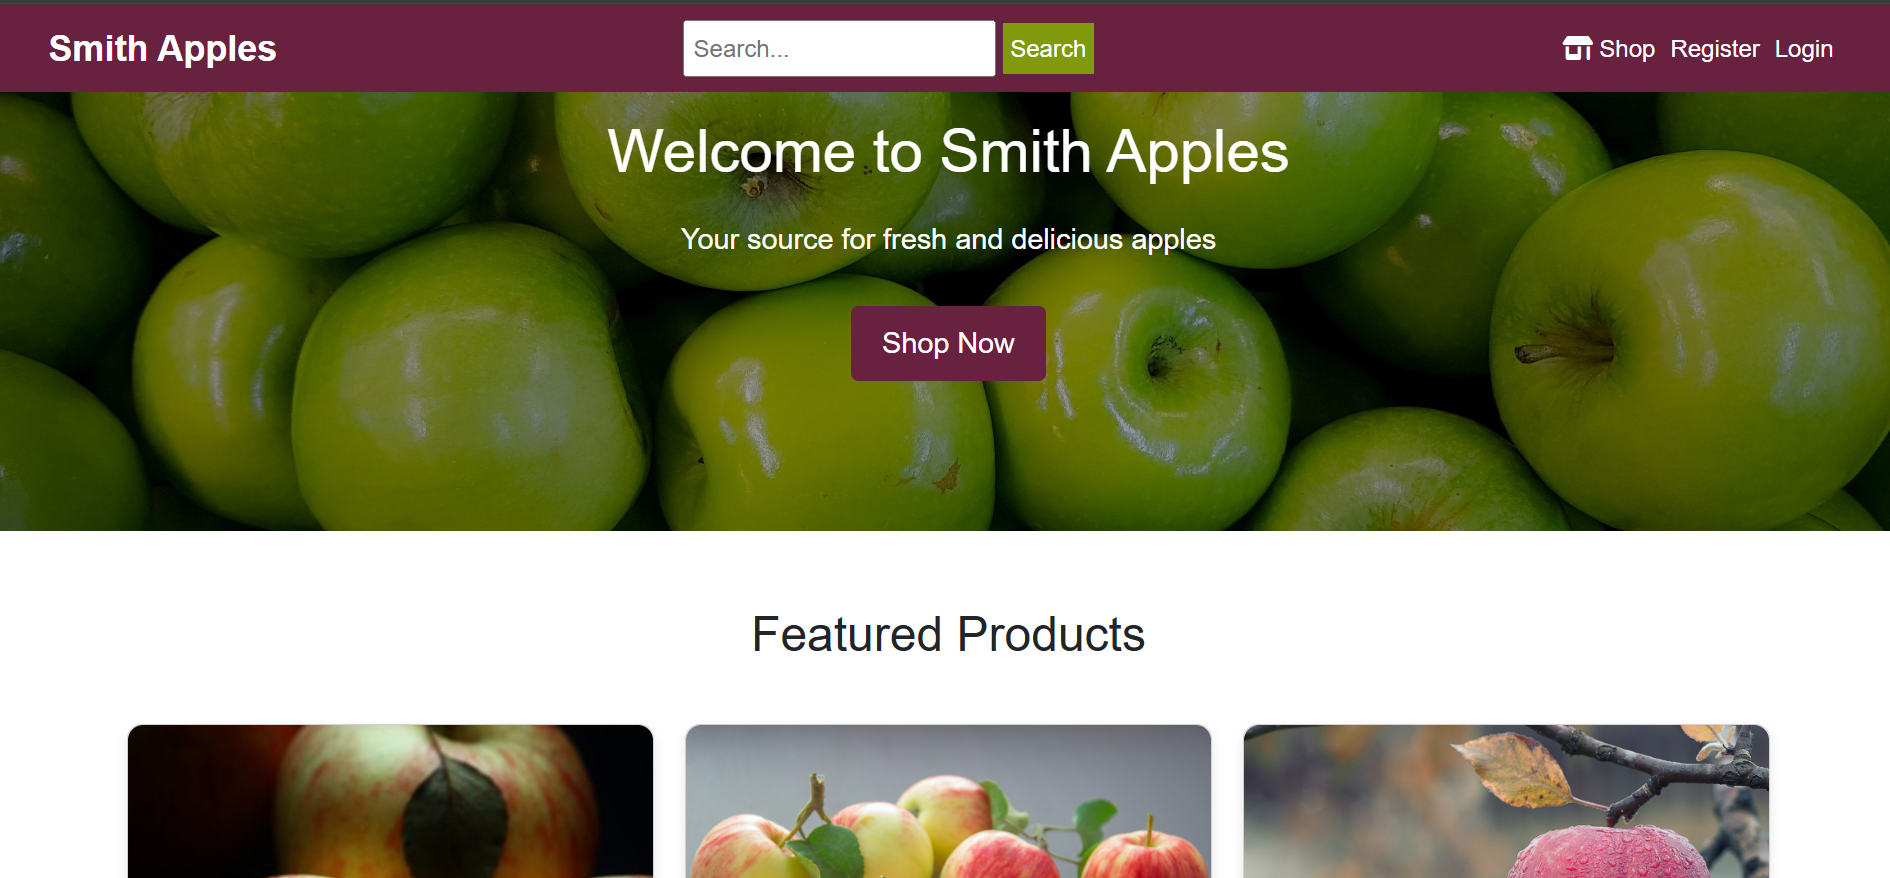 Smith Apples
Search...
Search
Shop
Register
Login
Welcome to Smith Apples
Your source for fresh and delicious apples
Shop Now
Featured Products